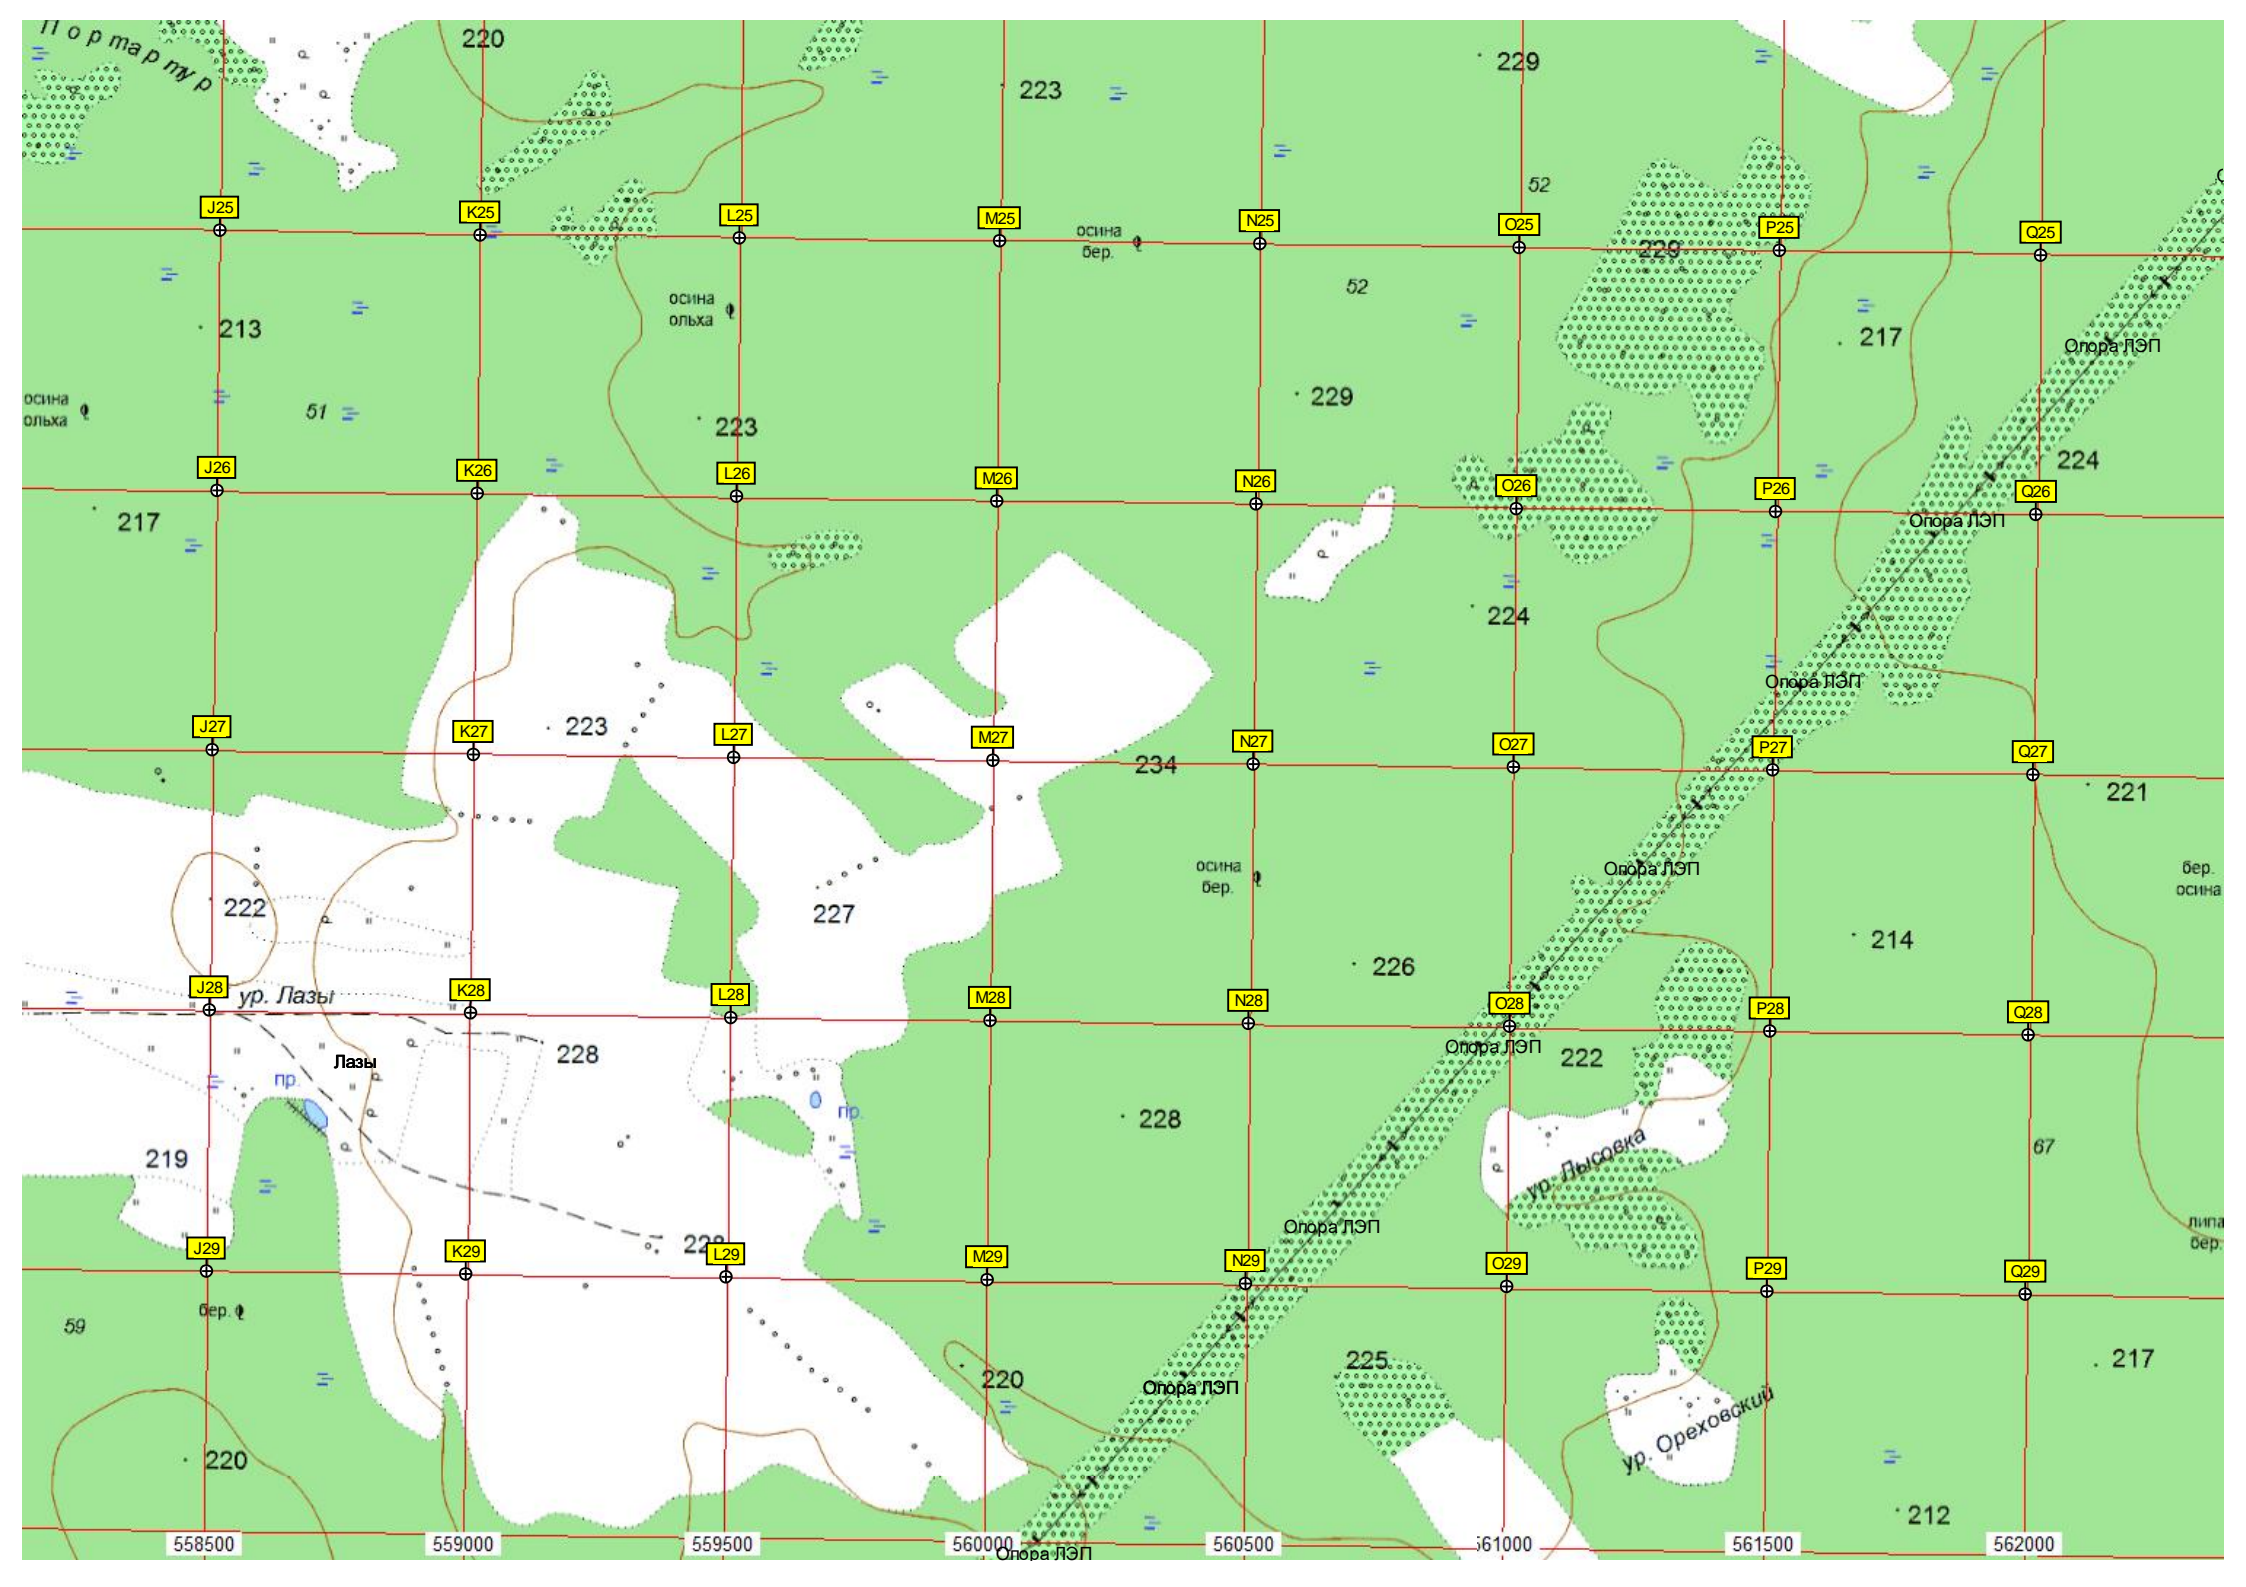 Портартур
220
223
229
52
J25
K25
L25
M25
N25
O25
P25
Q25
осина
бер.
229
52
осина
ольха
213
217
Опора ЛЭП
осина
ольха
51
223
229
224
J26
K26
L26
M26
N26
O26
P26
Q26
217
Опора ЛЭП
224
Опора ЛЭП
J27
K27
L27
M27
N27
O27
P27
Q27
223
234
221
осина
бер.
Опора ЛЭП
бер.
осина
222
227
226
214
J28
K28
L28
M28
N28
O28
P28
Q28
ур. Лазы
Лазы
228
Опора ЛЭП
222
пр.
пр.
228
67
219
ур. Лысовка
Опора ЛЭП
липа
бер.
228
J29
K29
L29
M29
N29
O29
P29
Q29
бер.
59
220
225
217
Опора ЛЭП
ур. Ореховский
220
212
558500
559000
559500
560000
560500
561000
561500
562000
Опора ЛЭП